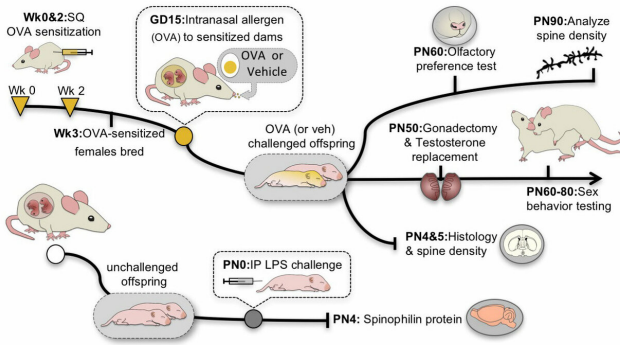 Wk0&2:SQ
OVA sensitization
GD15:Intranasal allergen
(OVA) to sensitized dams
OVA or
Vehicle
PN60:Olfactory
preference test
PN90:Analyze
spine density
Wk 0
Wk 2
Wk3:OVA-sensitized
females bred
OVA (or veh)
challenged offspring
PN50:Gonadectomy
& Testosterone
replacement
PN60-80:Sex
behavior testing
PN4&5:Histology
& spine density
unchallenged
offspring
PN0:IP LPS challenge
PN4: Spinophilin protein